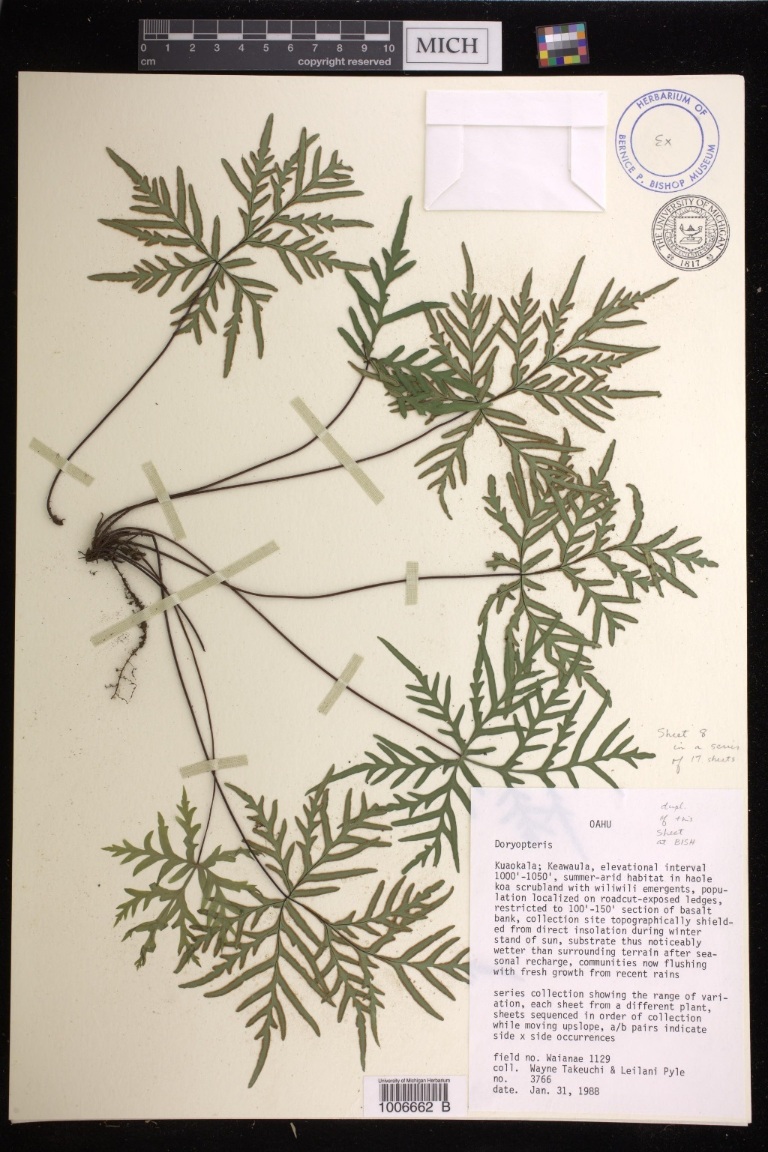 0 1 2 3 4 5 6 7 8 9 10
cm copyright reserved
MICH
HERBARIUM OF
BERNICE P. BISHOP MUSEUM
Ex
THE UNIVERSITY OF MICHIGAN
1817
Sheet 8
in a series
of 17 sheets
OAHU
dupl.
of this
Sheet
at BISH
Doryopteris
Kuaokala; Keawaula, elevational interval
1000'-1050', summer-arid habitat in haole
koa scrubland with wiliwili emergents, popu-
lation localized on roadcut-exposed ledges,
restricted to 100'-150' section of basalt
bank, collection site topographically shield-
ed from direct insolation during winter
stand of sun, substrate thus noticeably
wetter than surrounding terrain after sea-
sonal recharge, communities now flushing
with fresh growth from recent rains
series collection showing the range of vari-
ation, each sheet from a different plant,
sheets sequenced in order of collection
while moving upslope, a/b pairs indicate
side x side occurrences
field no. Waianae 1129
coll. Wayne Takeuchi & Leilani Pyle
no. 3766
date. Jan. 31, 1988
University of Michigan Herbarium
1006662 B